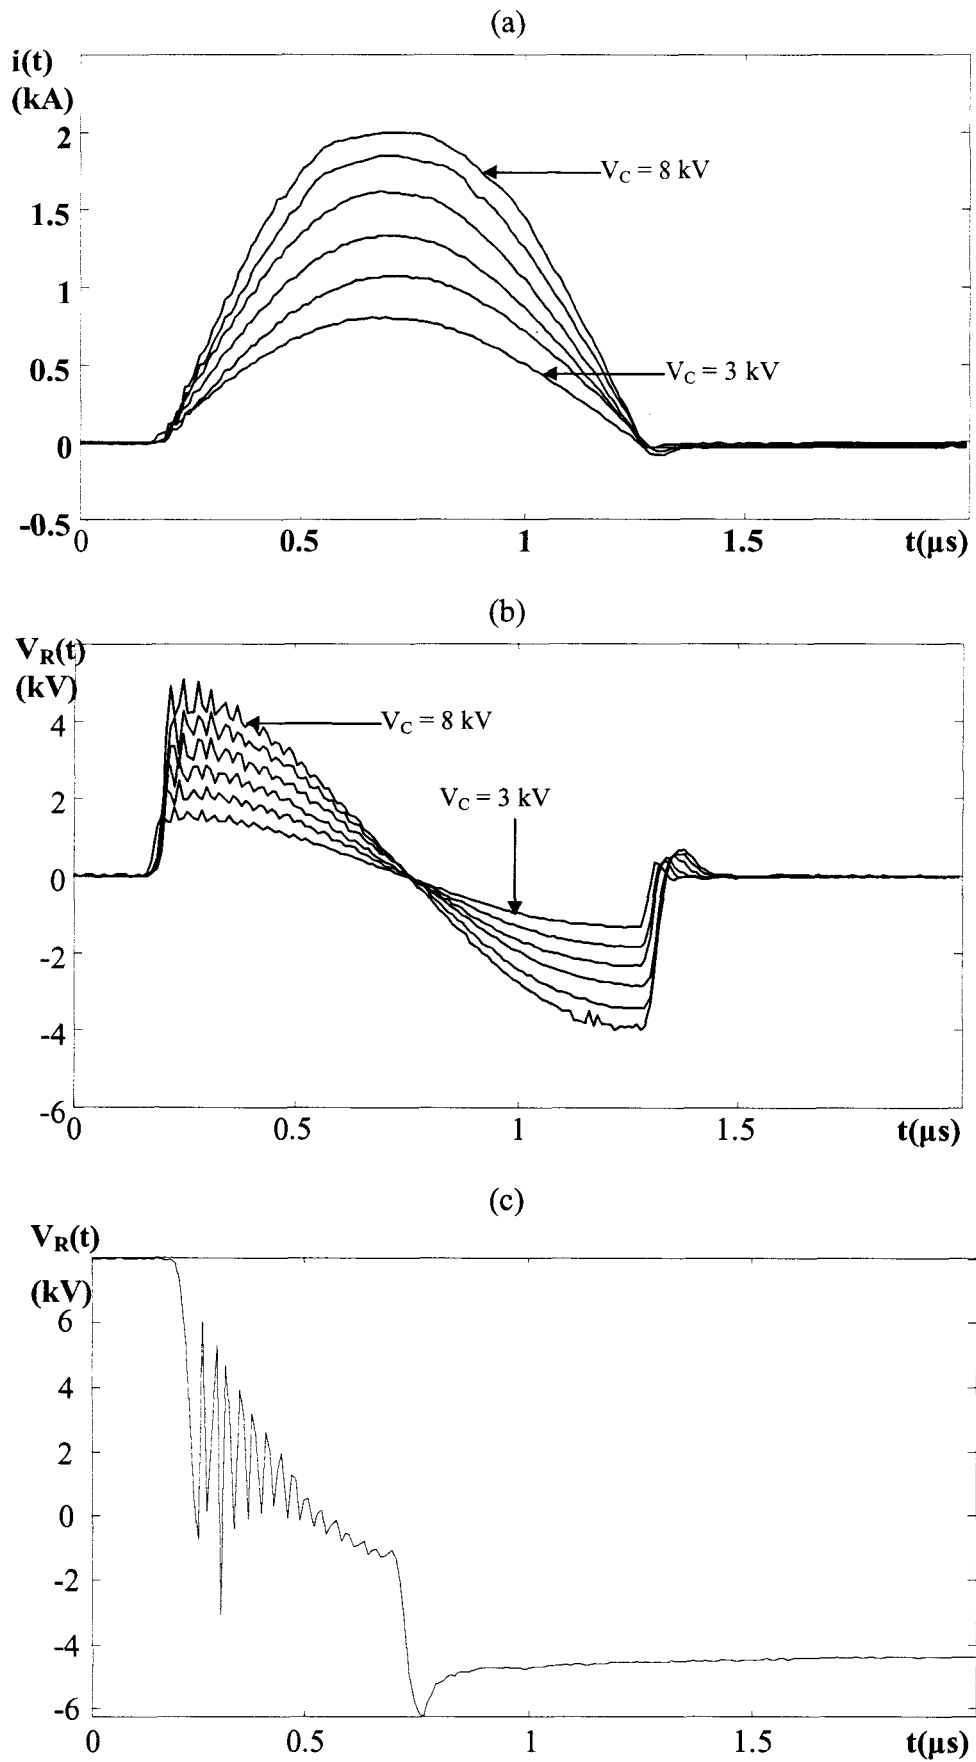 (a)
i(t)
(kA)
2
V_C = 8 kV
1.5
1
0.5
V_C = 3 kV
0
-0.5
0 0.5 1 1.5 t(μs)
(b)
V_R(t)
(kV)
4
V_C = 8 kV
2
V_C = 3 kV
0
-2
-4
-6
0 0.5 1 1.5 t(μs)
(c)
V_R(t)
(kV)
6
4
2
0
-2
-4
-6
0 0.5 1 1.5 t(μs)